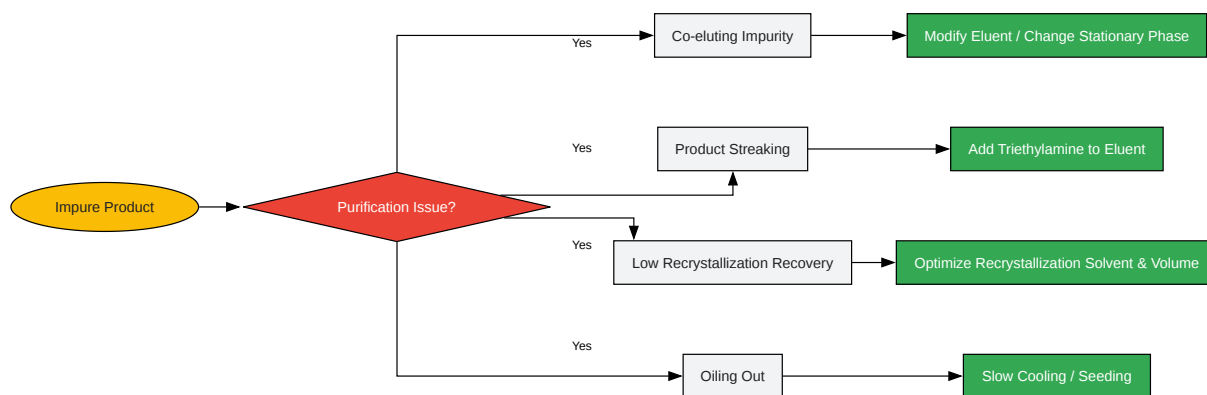 Yes
Co-eluting Impurity
Modify Eluent / Change Stationary Phase
Yes
Product Streaking
Add Triethylamine to Eluent
Impure Product
Purification Issue?
Yes
Low Recrystallization Recovery
Optimize Recrystallization Solvent & Volume
Yes
Oiling Out
Slow Cooling / Seeding